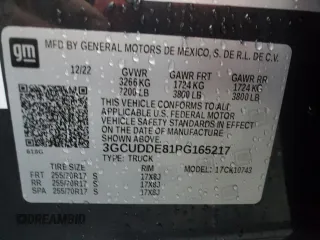 gm
MFD BY GENERAL MOTORS DE MEXICO, S. DE R.L. DE C.V.
12/22 GVWR GAWR FRT GAWR RR
3266 KG 1724 KG 1724 KG
7200 LB 3800 LB 3800 LB
THIS VEHICLE CONFORMS TO ALL
APPLICABLE U.S. FEDERAL MOTOR VEHICLE
SAFETY STANDARDS IN EFFECT ON THE DATE
OF MANUFACTURE SHOWN ABOVE.
3GCUDDE81PG165217
TYPE: TRUCK
MODEL: 17CK10743
TIRE SIZE RIM
FRT 255/70R17 S 17X8J
RR 255/70R17 S 17X8J
SPA 255/70R17 S 17X8J
DREAMBID